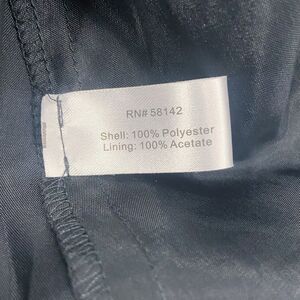 RN# 58142
Shell: 100% Polyester
Lining: 100% Acetate